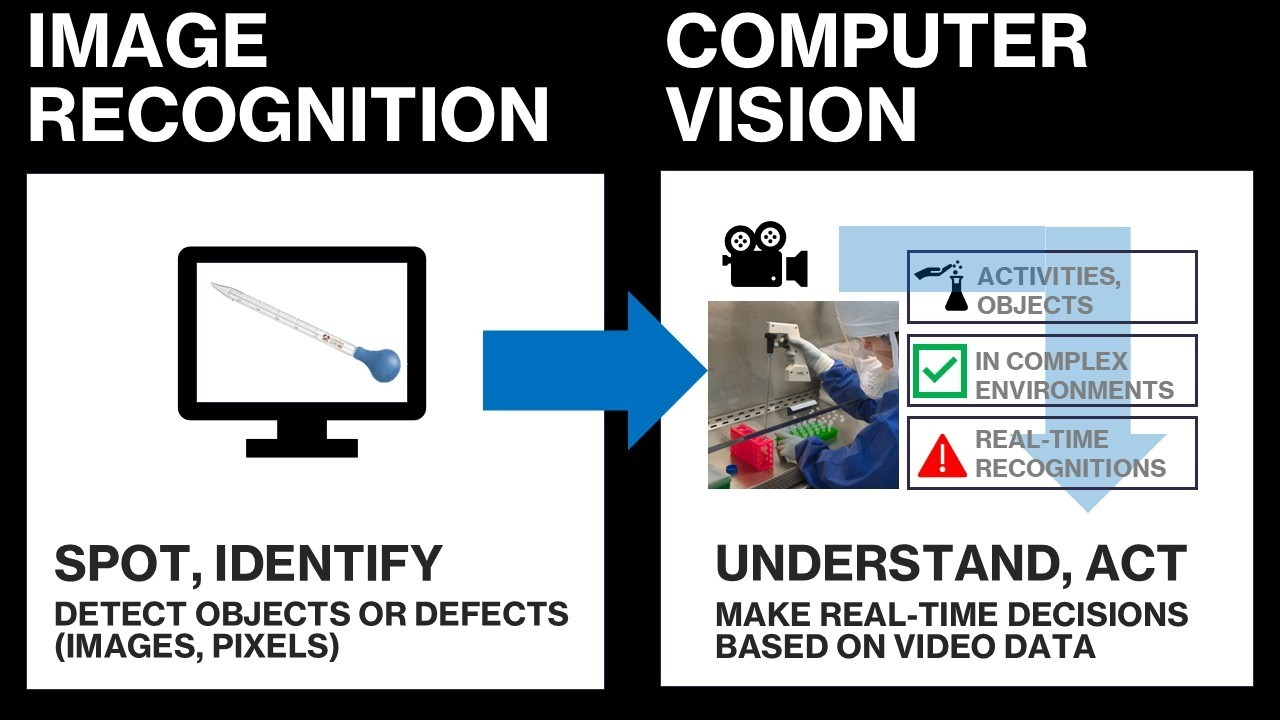 IMAGE
RECOGNITION
SPOT, IDENTIFY
DETECT OBJECTS OR DEFECTS
(IMAGES, PIXELS)
COMPUTER
VISION
ACTIVITIES,
OBJECTS
IN COMPLEX
ENVIRONMENTS
REAL-TIME
RECOGNITIONS
UNDERSTAND, ACT
MAKE REAL-TIME DECISIONS
BASED ON VIDEO DATA